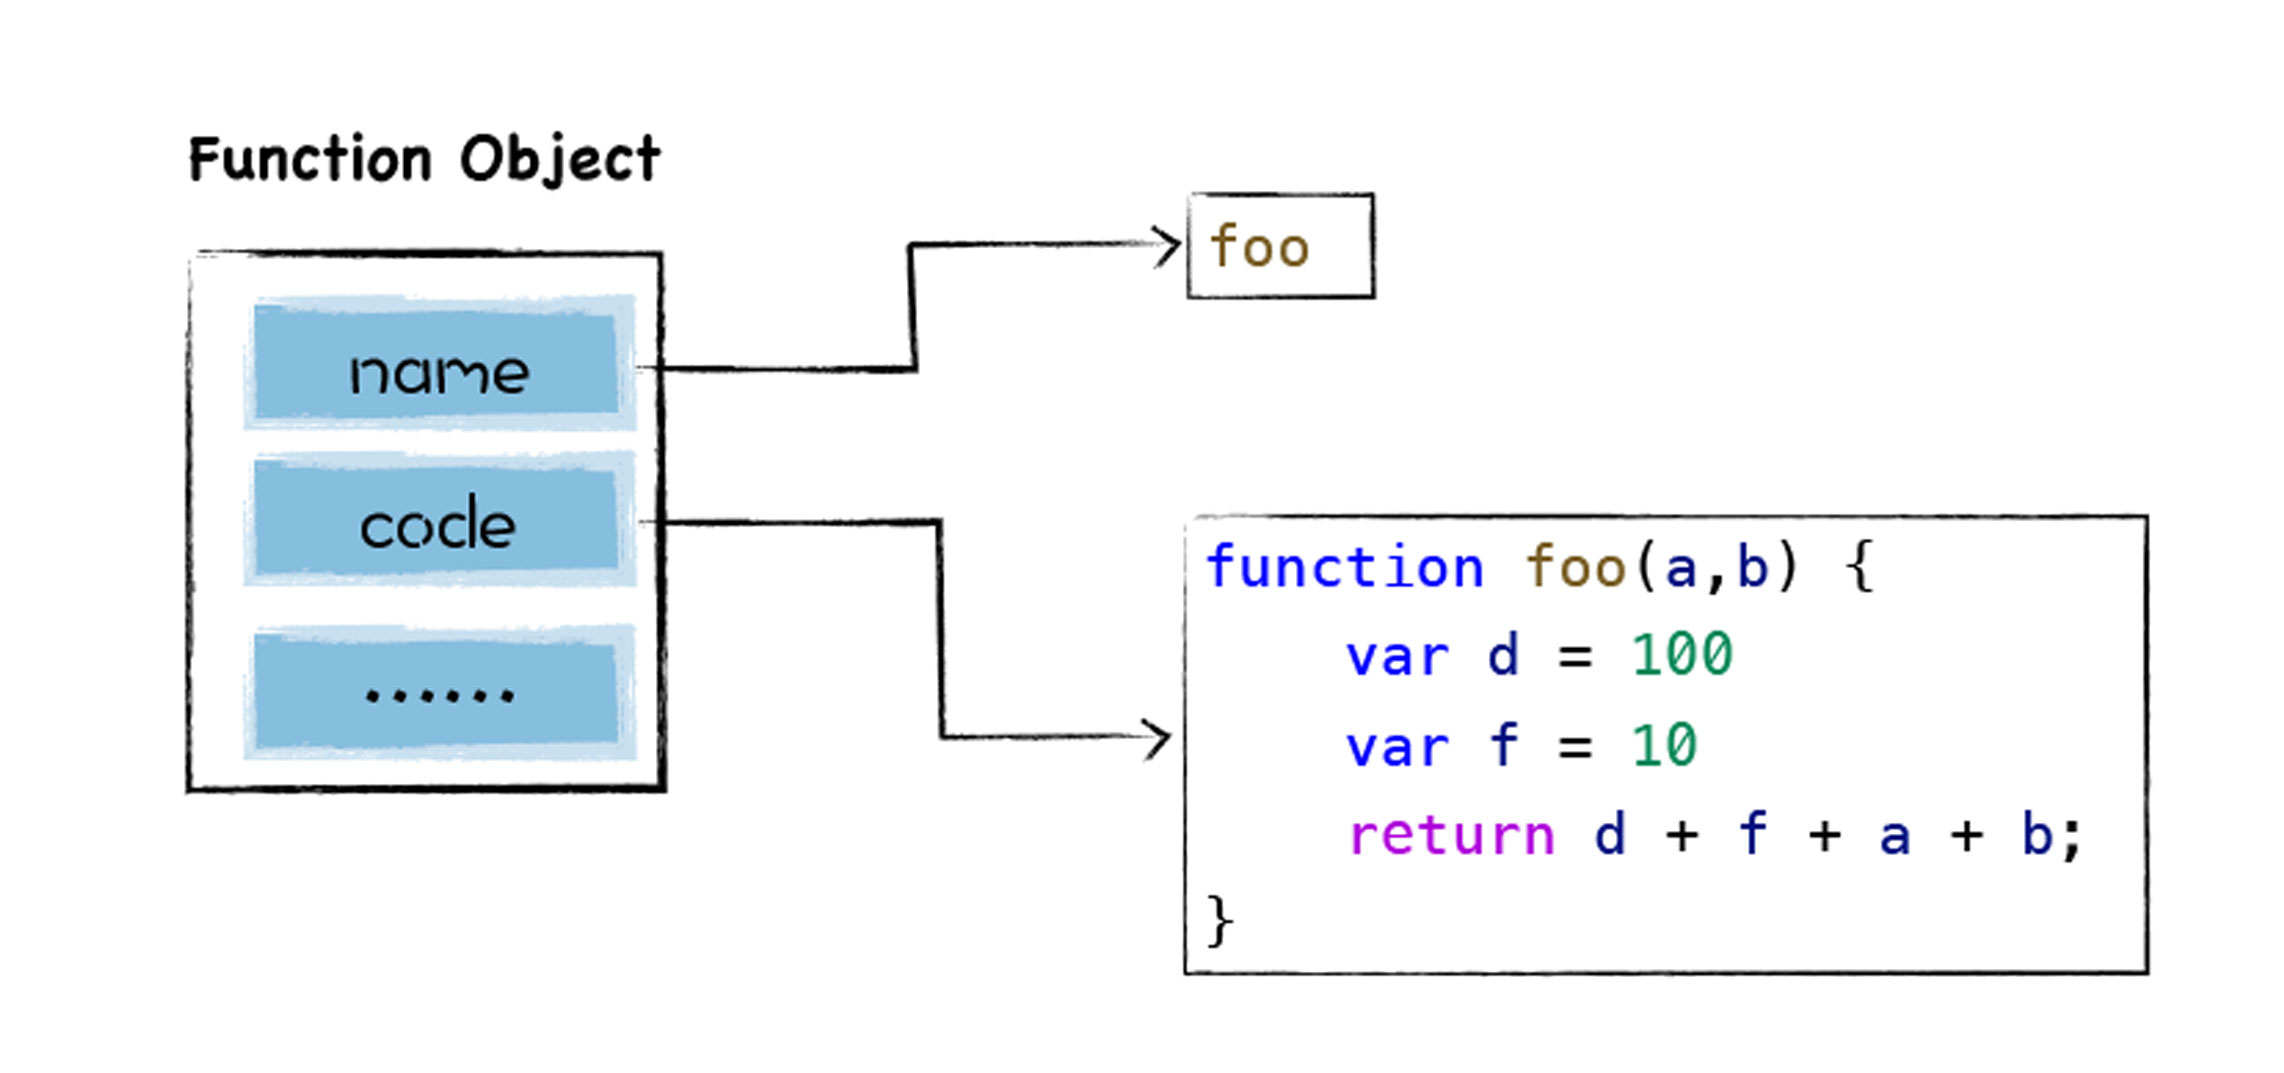 Function Object
foo
name
code
······
function foo(a,b) {
var d = 100
var f = 10
return d + f + a + b;
}